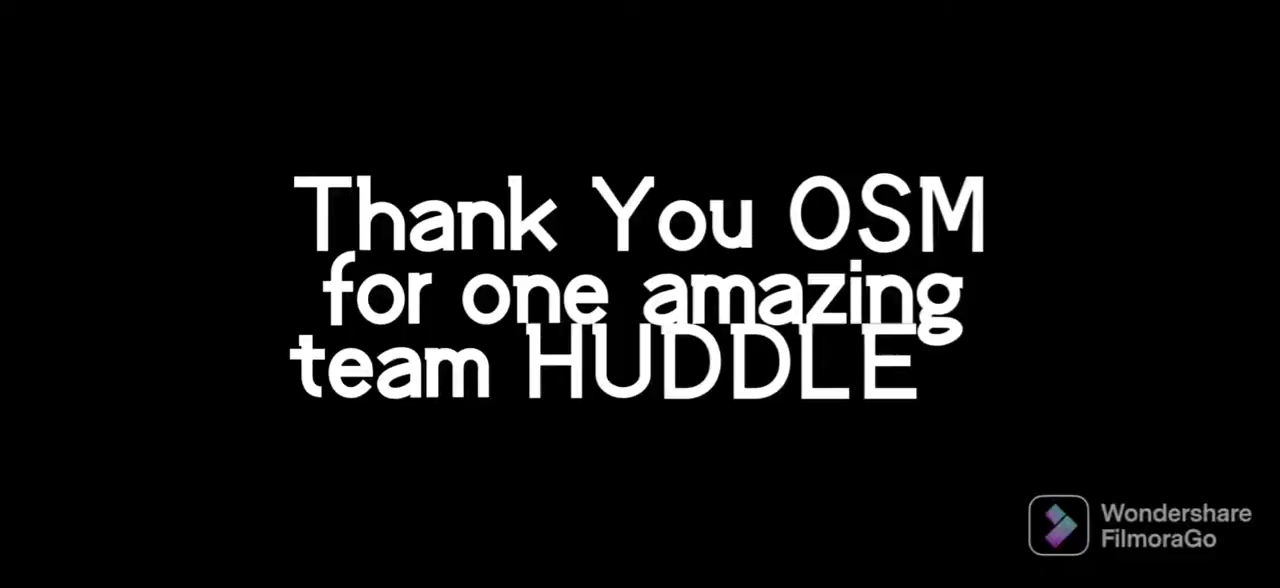 Thank You OSM
for one amazing
team HUDDLE
Wondershare
FilmoraGo